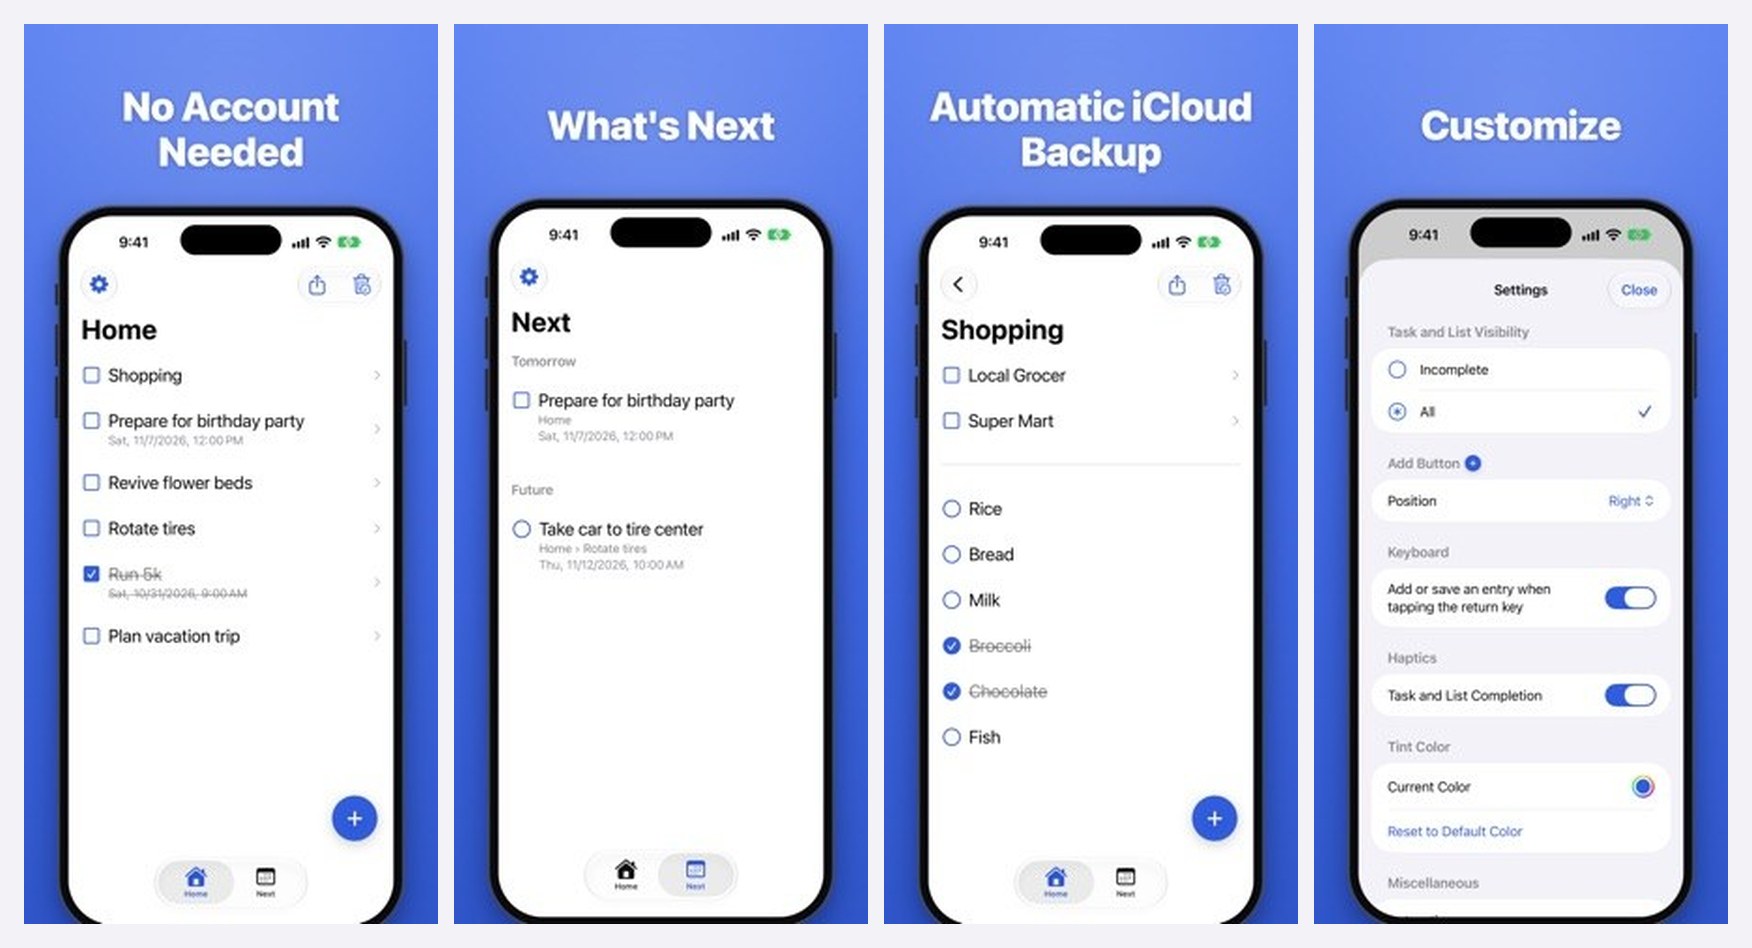 No Account
Needed
9:41
Home
Shopping
Prepare for birthday party
Sat, 11/7/2026, 12:00 PM
Revive flower beds
Rotate tires
Run 5k
Sat, 10/31/2026, 9:00 AM
Plan vacation trip
Home
Next
What's Next
9:41
Next
Tomorrow
Prepare for birthday party
Home
Sat, 11/7/2026, 12:00 PM
Future
Take car to tire center
Home › Rotate tires
Thu, 11/12/2026, 10:00 AM
Home
Next
Automatic iCloud
Backup
9:41
Shopping
Local Grocer
Super Mart
Rice
Bread
Milk
Broccoli
Chocolate
Fish
Home
Next
Customize
9:41
Settings
Close
Task and List Visibility
Incomplete
All
Add Button
Position
Right
Keyboard
Add or save an entry when
tapping the return key
Haptics
Task and List Completion
Tint Color
Current Color
Reset to Default Color
Miscellaneous